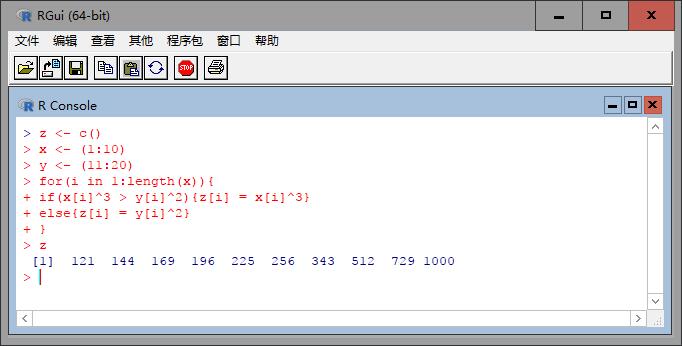 RGui (64-bit)
文件 编辑 查看 其他 程序包 窗口 帮助
STOP
R Console
> z <- c()
> x <- (1:10)
> y <- (11:20)
> for(i in 1:length(x)){
+ if(x[i]^3 > y[i]^2){z[i] = x[i]^3}
+ else{z[i] = y[i]^2}
+ }
> z
[1] 121 144 169 196 225 256 343 512 729 1000
>